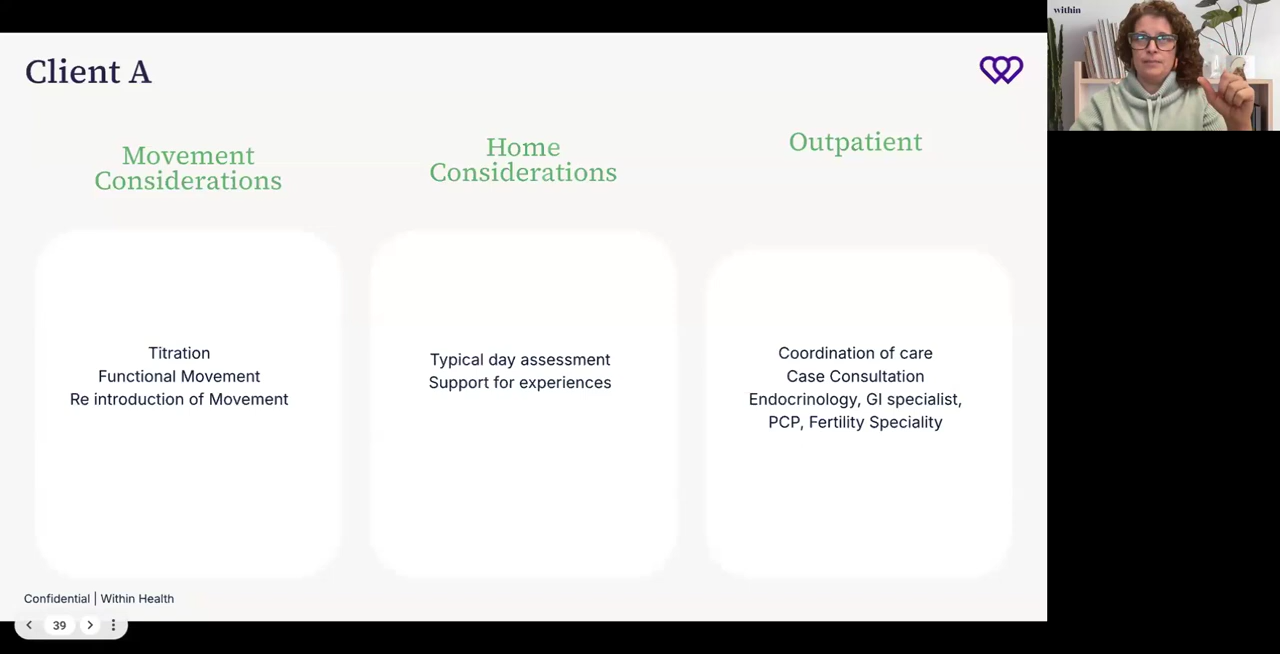 Client A
Movement
Considerations
Titration
Functional Movement
Re introduction of Movement
Home
Considerations
Typical day assessment
Support for experiences
Outpatient
Coordination of care
Case Consultation
Endocrinology, GI specialist,
PCP, Fertility Speciality
Confidential | Within Health
39
within